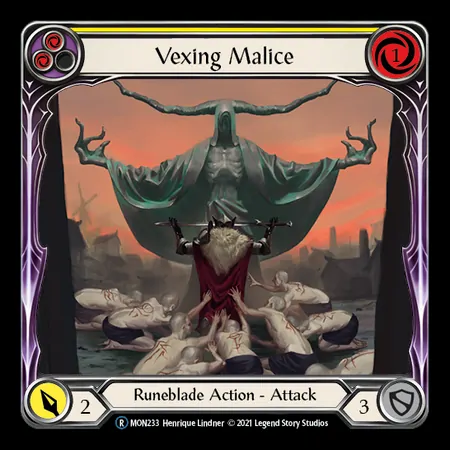 Vexing Malice
1
Runeblade Action - Attack
2
3
R MON233 Henrique Lindner © 2021 Legend Story Studios